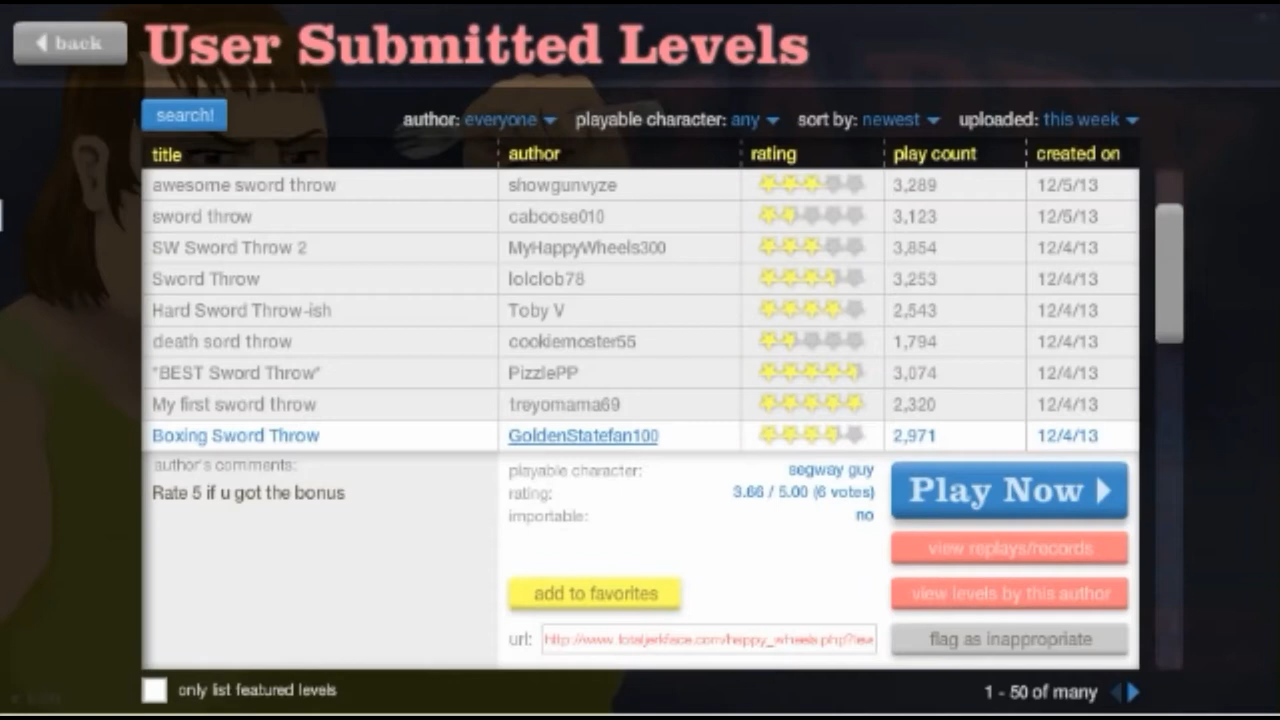 back
User Submitted Levels
search!
author: everyone playable character: any sort by: newest uploaded: this week
title author rating play count created on
awesome sword throw showgunvyze 3,289 12/5/13
sword throw caboose010 3,123 12/5/13
SW Sword Throw 2 MyHappyWheels300 3,854 12/4/13
Sword Throw lolclob78 3,253 12/4/13
Hard Sword Throw-ish Toby V 2,543 12/4/13
death sord throw cookiemoster55 1,794 12/4/13
*BEST Sword Throw* PizzlePP 3,074 12/4/13
My first sword throw treyomama69 2,320 12/4/13
Boxing Sword Throw GoldenStatefan100 2,971 12/4/13
author's comments:
Rate 5 if u got the bonus
playable character: segway guy
rating: 3.66 / 5.00 (6 votes)
importable: no
Play Now
view replays/records
add to favorites
view levels by this author
url: http://www.totaljerkface.com/happy_wheels.php?leve
flag as inappropriate
only list featured levels
1 - 50 of many